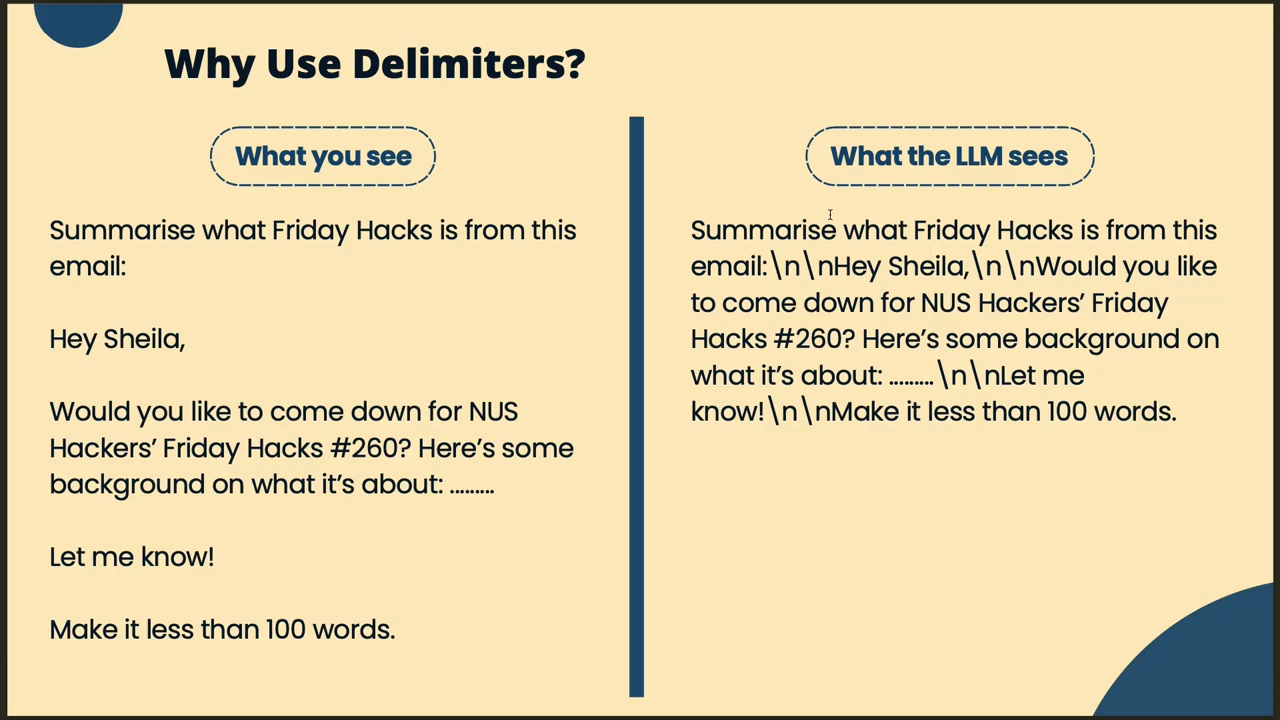 Why Use Delimiters?
What you see
Summarise what Friday Hacks is from this
email:
Hey Sheila,
Would you like to come down for NUS
Hackers’ Friday Hacks #260? Here’s some
background on what it’s about: .........
Let me know!
Make it less than 100 words.
What the LLM sees
Summarise what Friday Hacks is from this
email:\n\nHey Sheila,\n\nWould you like
to come down for NUS Hackers’ Friday
Hacks #260? Here’s some background on
what it’s about: .........\n\nLet me
know!\n\nMake it less than 100 words.